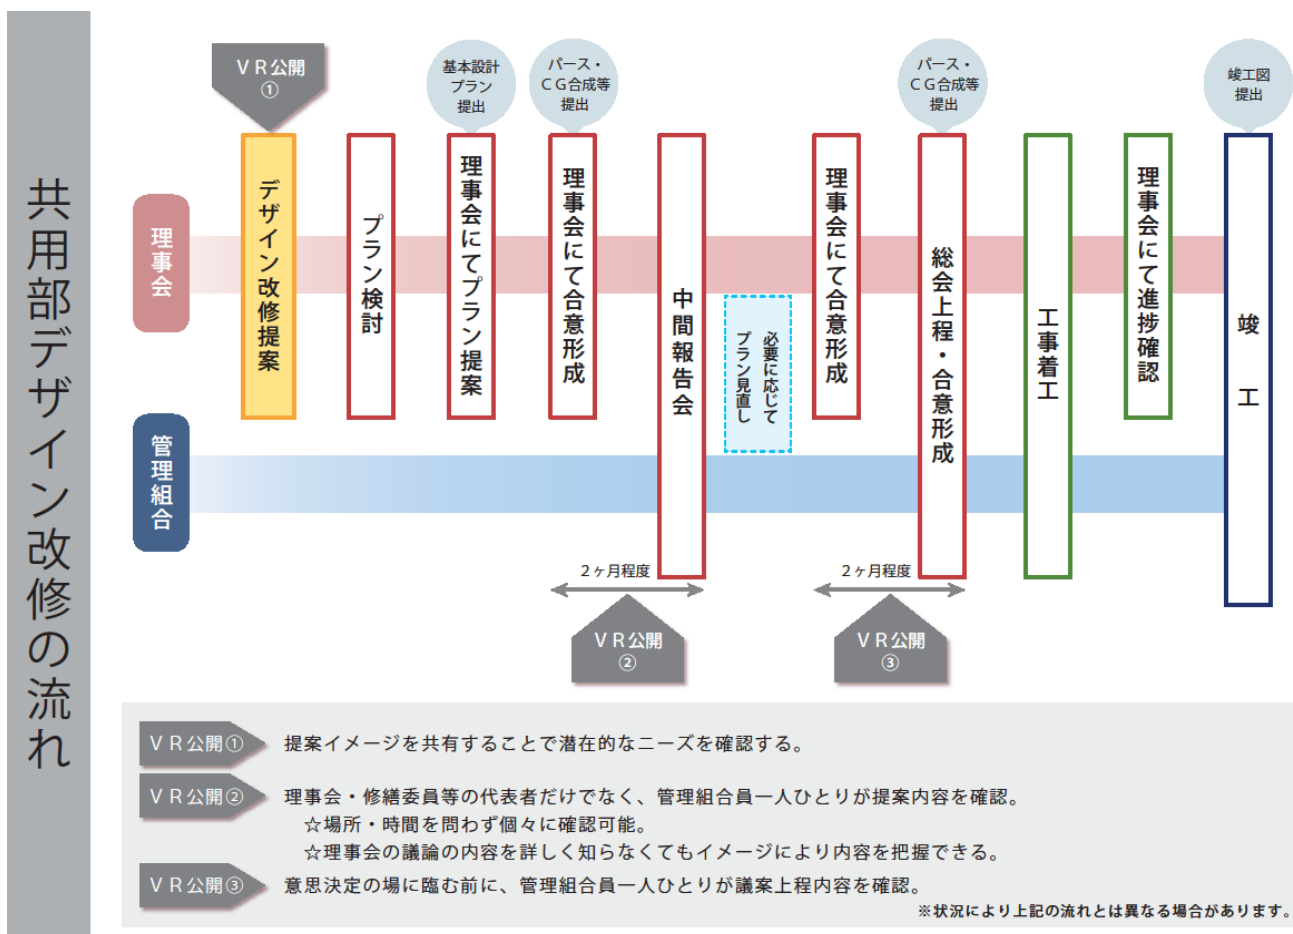 共用部デザイン改修の流れ
ＶＲ公開
①
基本設計
プラン
提出
パース・
ＣＧ合成等
提出
パース・
ＣＧ合成等
提出
竣工図
提出
理事会
管理組合
デザイン改修提案
プラン検討
理事会にてプラン提案
理事会にて合意形成
中間報告会
必要に応じて
プラン見直し
理事会にて合意形成
総会上程・合意形成
工事着工
理事会にて進捗確認
竣工
２ヶ月程度
２ヶ月程度
ＶＲ公開
②
ＶＲ公開
③
ＶＲ公開①
提案イメージを共有することで潜在的なニーズを確認する。
ＶＲ公開②
理事会・修繕委員等の代表者だけでなく、管理組合員一人ひとりが提案内容を確認。
☆場所・時間を問わず個々に確認可能。
☆理事会の議論の内容を詳しく知らなくてもイメージにより内容を把握できる。
ＶＲ公開③
意思決定の場に臨む前に、管理組合員一人ひとりが議案上程内容を確認。
※状況により上記の流れとは異なる場合があります。